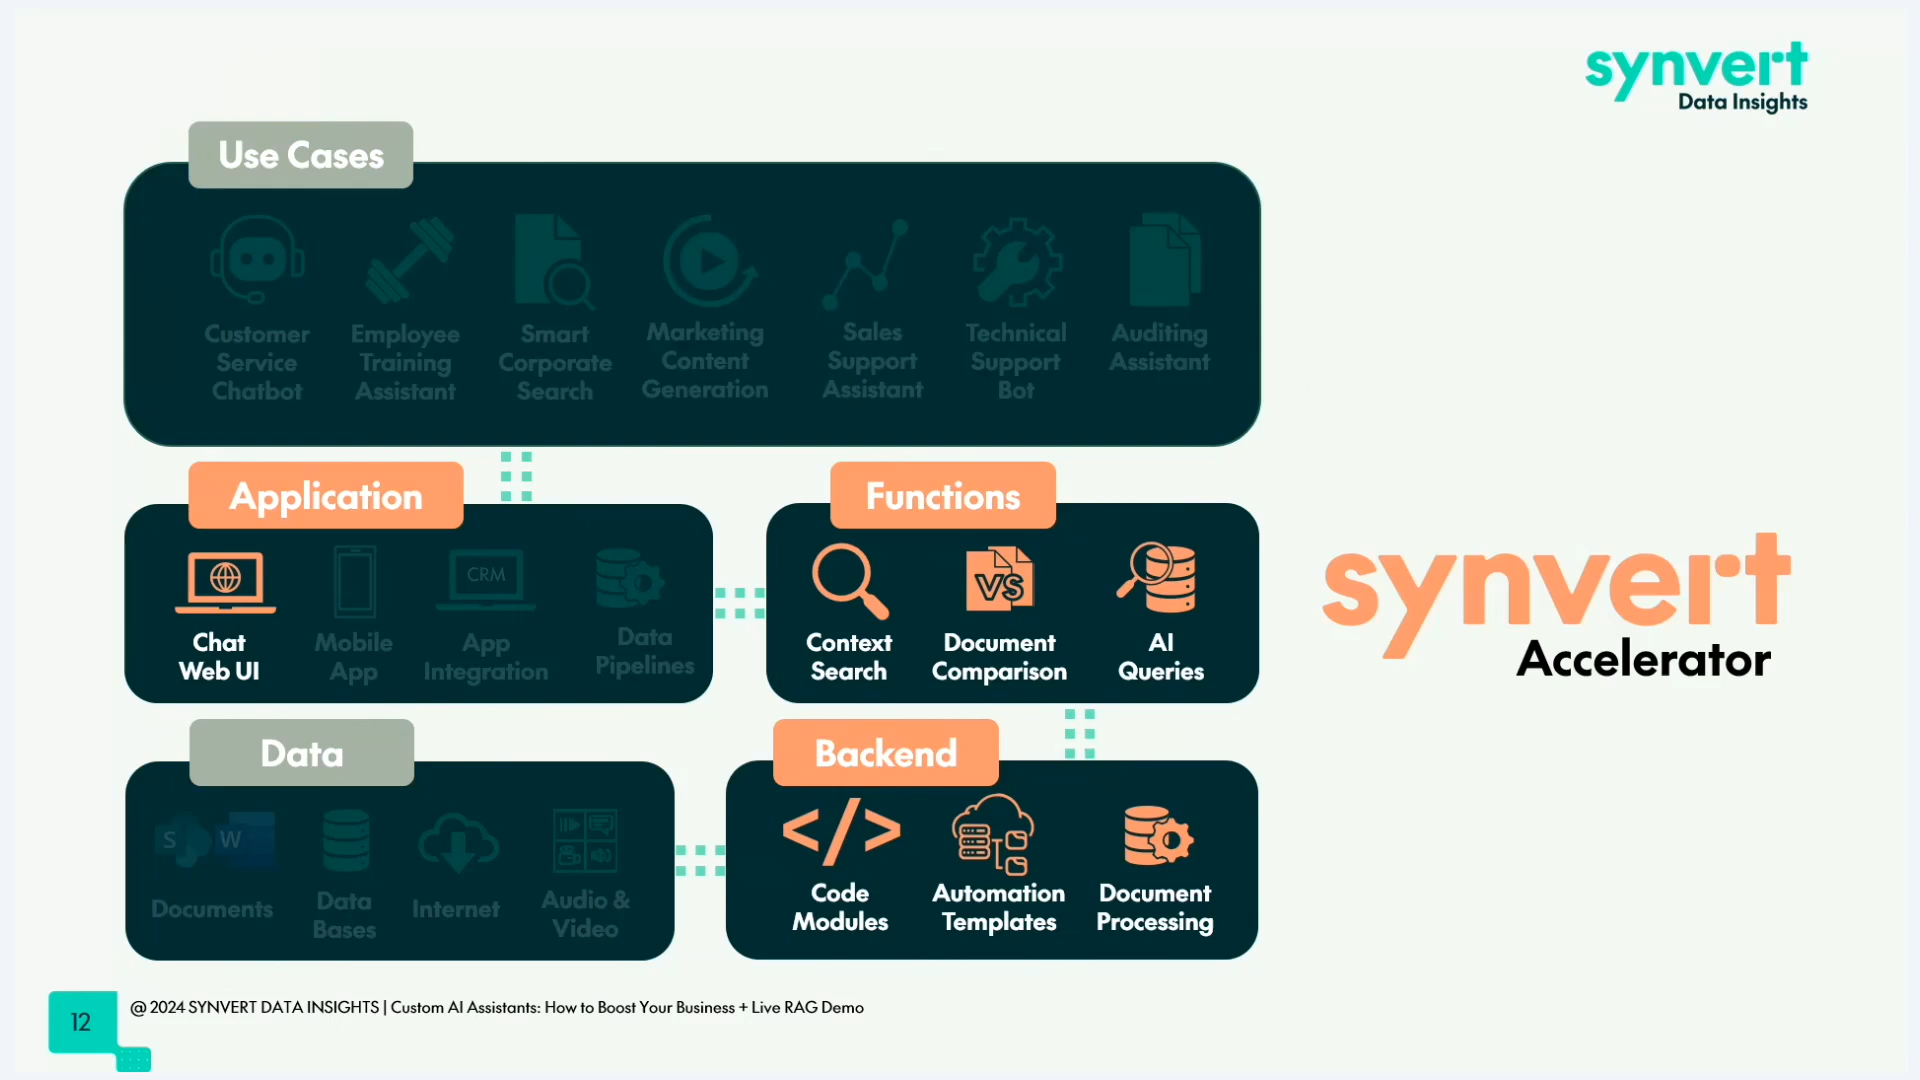 synvert
Data Insights
Use Cases
Customer
Service
Chatbot
Employee
Training
Assistant
Smart
Corporate
Search
Marketing
Content
Generation
Sales
Support
Assistant
Technical
Support
Bot
Auditing
Assistant
Application
Chat
Web UI
Mobile
App
CRM
App
Integration
Data
Pipelines
Functions
Context
Search
VS
Document
Comparison
AI
Queries
synvert
Accelerator
Data
S
W
Documents
Data
Bases
Internet
Audio &
Video
Backend
</>
Code
Modules
Automation
Templates
Document
Processing
12
@ 2024 SYNVERT DATA INSIGHTS | Custom AI Assistants: How to Boost Your Business + Live RAG Demo